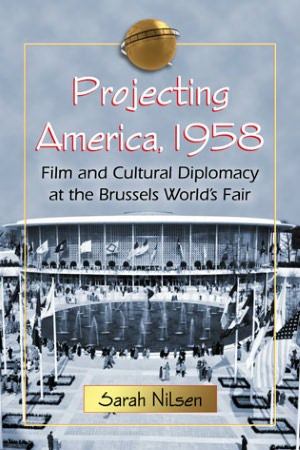 Projecting
America, 1958
Film and Cultural Diplomacy
at the Brussels World's Fair
Sarah Nilsen